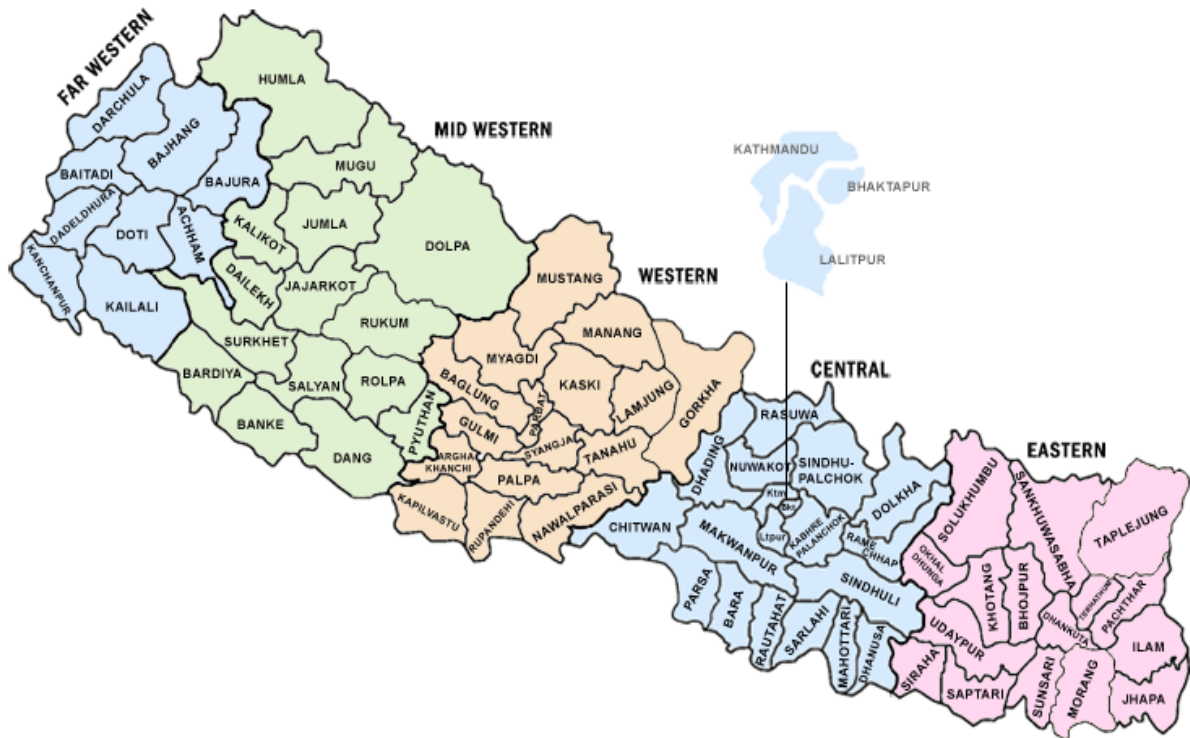 FAR WESTERN
DARCHULA
BAJHANG
BAITADI
BAJURA
DADELDHURA
DOTI
ACHHAM
KANCHANPUR
KAILALI
MID WESTERN
HUMLA
MUGU
KALIKOT
JUMLA
DOLPA
DAILEKH
JAJARKOT
RUKUM
SURKHET
BARDIYA
SALYAN
ROLPA
BANKE
PYUTHAN
DANG
WESTERN
MUSTANG
MANANG
MYAGDI
BAGLUNG
PARBAT
KASKI
LAMJUNG
GORKHA
GULMI
SYANGJA
TANAHU
ARGHA
KHANCHI
PALPA
KAPILVASTU
RUPANDEHI
NAWALPARASI
KATHMANDU
BHAKTAPUR
LALITPUR
CENTRAL
RASUWA
DHADING
NUWAKOT
SINDHU-
PALCHOK
DOLKHA
Ktm
Bkt
Ltpur
KABHRE
PALANCHOK
RAME
CHHAP
CHITWAN
MAKWANPUR
SINDHULI
PARSA
BARA
RAUTAHAT
SARLAHI
MAHOTTARI
DHANUSA
EASTERN
SOLUKHUMBU
SANKHUWASABHA
TAPLEJUNG
OKHAL
DHUNGA
KHOTANG
BHOJPUR
TERHATHUM
PACHTHAR
DHANKUTA
UDAYPUR
ILAM
SIRAHA
SAPTARI
SUNSARI
MORANG
JHAPA